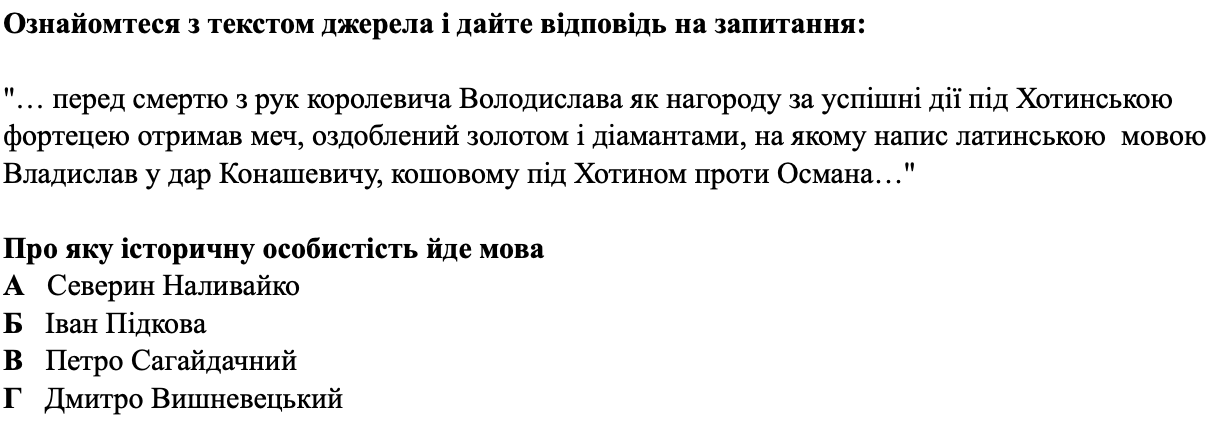 Ознайомтеся з текстом джерела і дайте відповідь на запитання:
"… перед смертю з рук королевича Володислава як нагороду за успішні дії під Хотинською
фортецею отримав меч, оздоблений золотом і діамантами, на якому напис латинською мовою
Владислав у дар Конашевичу, кошовому під Хотином проти Османа…"
Про яку історичну особистість йде мова
А Северин Наливайко
Б Іван Підкова
В Петро Сагайдачний
Г Дмитро Вишневецький